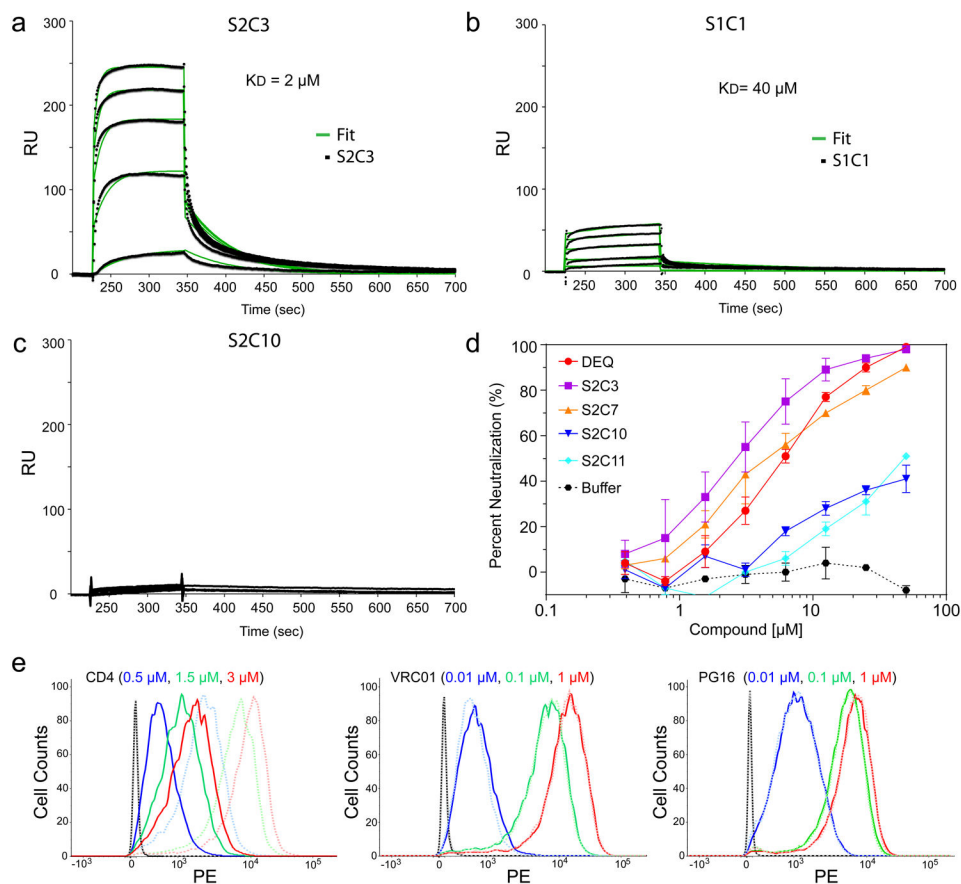 a
S2C3
300
200
100
0
RU
KD = 2 µM
Fit
S2C3
250 300 350 400 450 500 550 600 650 700
Time (sec)
b
S1C1
300
200
100
0
RU
KD= 40 µM
Fit
S1C1
250 300 350 400 450 500 550 600 650 700
Time (sec)
c
S2C10
300
200
100
0
RU
250 300 350 400 450 500 550 600 650 700
Time (sec)
d
100
80
60
40
20
0
Percent Neutralization (%)
DEQ
S2C3
S2C7
S2C10
S2C11
Buffer
0.1 1 10 100
Compound [µM]
e
CD4 (0.5 µM, 1.5 µM, 3 µM)
100
80
60
40
20
0
Cell Counts
-10³ 0 10³ 10⁴ 10⁵
PE
VRC01 (0.01 µM, 0.1 µM, 1 µM)
100
80
60
40
20
0
Cell Counts
-10³ 0 10³ 10⁴ 10⁵
PE
PG16 (0.01 µM, 0.1 µM, 1 µM)
100
80
60
40
20
0
Cell Counts
-10³ 0 10³ 10⁴ 10⁵
PE